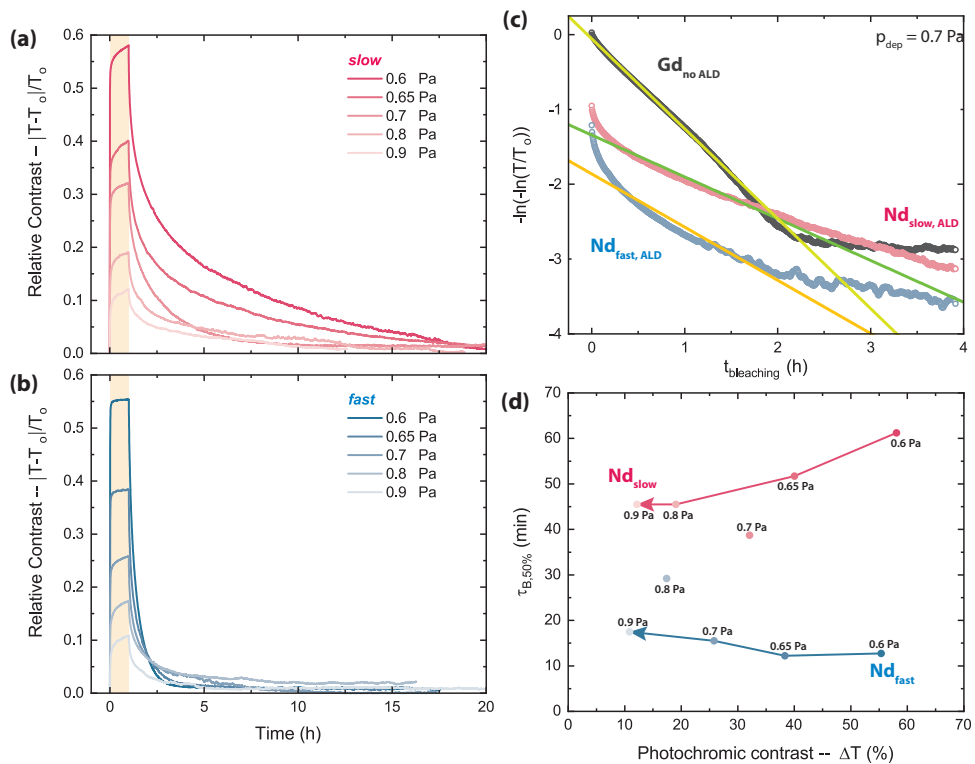 (a)
0.6
0.5
0.4
0.3
0.2
0.1
0.0
Relative Contrast – |T-T₀|/T₀
slow
0.6 Pa
0.65 Pa
0.7 Pa
0.8 Pa
0.9 Pa
0 5 10 15 20
(b)
0.6
0.5
0.4
0.3
0.2
0.1
0.0
Relative Contrast -- |T-T₀|/T₀
fast
0.6 Pa
0.65 Pa
0.7 Pa
0.8 Pa
0.9 Pa
0 5 10 15 20
Time (h)
(c)
0
-1
-2
-3
-4
-ln(-ln(T/T₀))
p_dep = 0.7 Pa
Gd_no ALD
Nd_slow, ALD
Nd_fast, ALD
0 1 2 3 4
t_bleaching (h)
(d)
70
60
50
40
30
20
10
0
τ_B,50% (min)
0.6 Pa
Nd_slow
0.65 Pa
0.9 Pa 0.8 Pa
0.7 Pa
0.8 Pa
0.9 Pa
0.7 Pa
0.65 Pa
0.6 Pa
Nd_fast
0 10 20 30 40 50 60 70
Photochromic contrast -- ΔT (%)